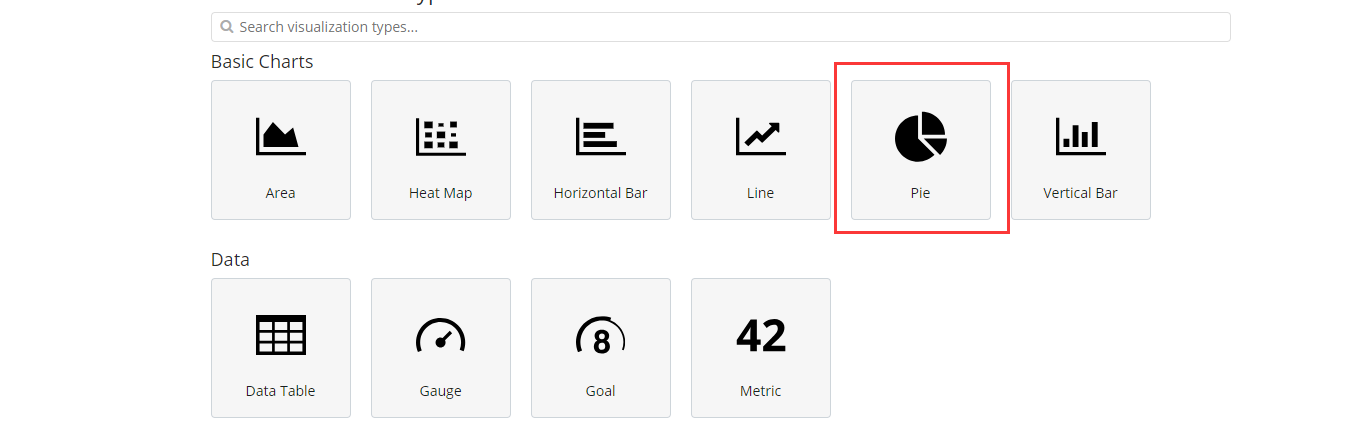 Search visualization types...
Basic Charts
Area
Heat Map
Horizontal Bar
Line
Pie
Vertical Bar
Data
8
42
Data Table
Gauge
Goal
Metric